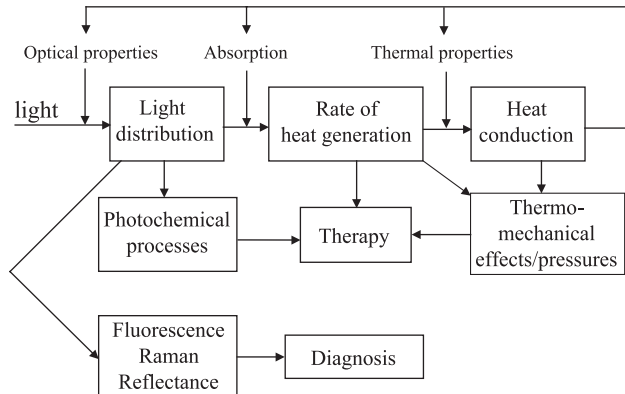 Optical properties
Absorption
Thermal properties
light
Light
distribution
Rate of
heat generation
Heat
conduction
Photochemical
processes
Therapy
Thermo-
mechanical
effects/pressures
Fluorescence
Raman
Reflectance
Diagnosis